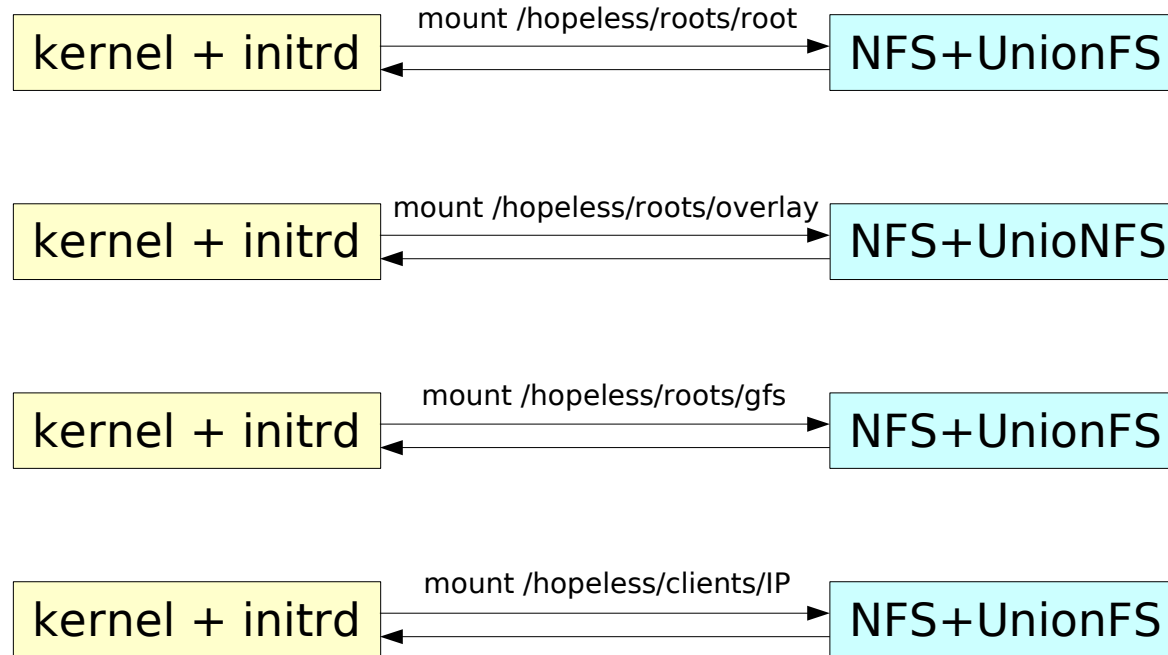 mount /hopeless/roots/root
kernel + initrd NFS+UnionFS
mount /hopeless/roots/overlay
kernel + initrd NFS+UnioNFS
mount /hopeless/roots/gfs
kernel + initrd NFS+UnionFS
mount /hopeless/clients/IP
kernel + initrd NFS+UnionFS